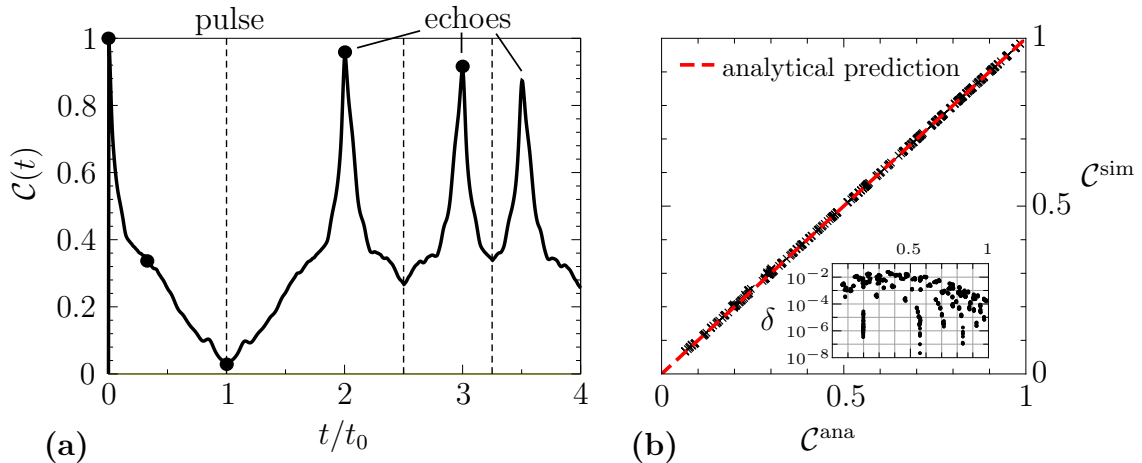 pulse
echoes
1
0.8
0.6
0.4
0.2
0
C(t)
0 1 2 3 4
t/t₀
(a)
analytical prediction
1
0.5
0
C^sim
0.5 1
10⁻²
10⁻⁴
10⁻⁶
10⁻⁸
δ
0 0.5 1
C^ana
(b)